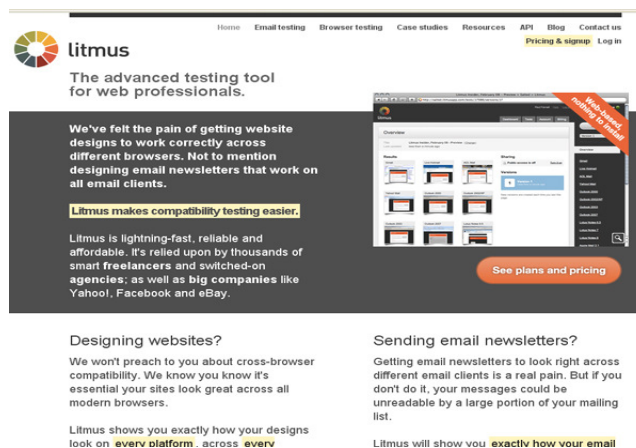 Home Email testing Browser testing Case studies Resources API Blog Contact us
Pricing & signup Log in
litmus
The advanced testing tool
for web professionals.
Web-based,
nothing to install
We've felt the pain of getting website
designs to work correctly across
different browsers. Not to mention
designing email newsletters that work on
all email clients.
Litmus makes compatibility testing easier.
Litmus is lightning-fast, reliable and
affordable. It's relied upon by thousands of
smart freelancers and switched-on
agencies; as well as big companies like
Yahoo!, Facebook and eBay.
Overview
Results
Sharing
Versions
See plans and pricing
Designing websites?
We won't preach to you about cross-browser
compatibility. We know you know it's
essential your sites look great across all
modern browsers.
Litmus shows you exactly how your designs
look on every platform, across every
Sending email newsletters?
Getting email newsletters to look right across
different email clients is a real pain. But if you
don't do it, your messages could be
unreadable by a large portion of your mailing
list.
Litmus will show you exactly how your email